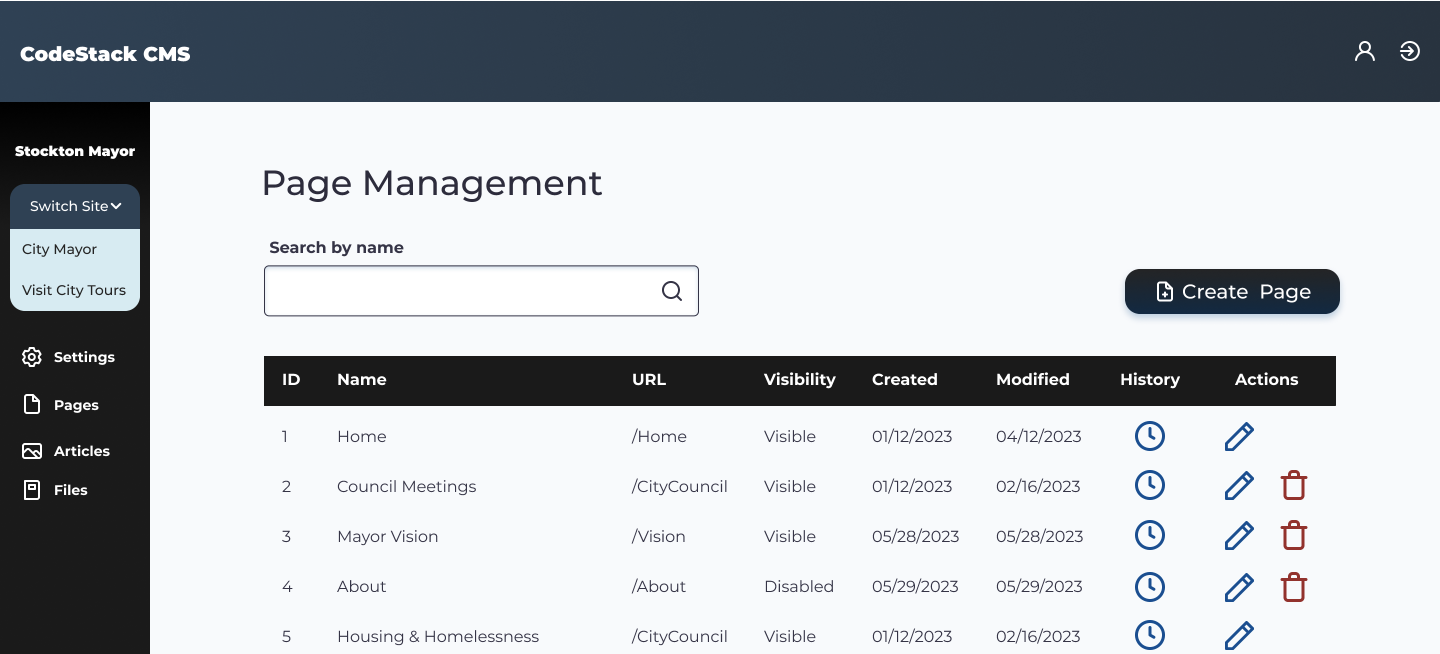 CodeStack CMS
Stockton Mayor
Switch Site
City Mayor
Visit City Tours
Settings
Pages
Articles
Files
Page Management
Search by name
Create Page
ID Name URL Visibility Created Modified History Actions
1 Home /Home Visible 01/12/2023 04/12/2023
2 Council Meetings /CityCouncil Visible 01/12/2023 02/16/2023
3 Mayor Vision /Vision Visible 05/28/2023 05/28/2023
4 About /About Disabled 05/29/2023 05/29/2023
5 Housing & Homelessness /CityCouncil Visible 01/12/2023 02/16/2023